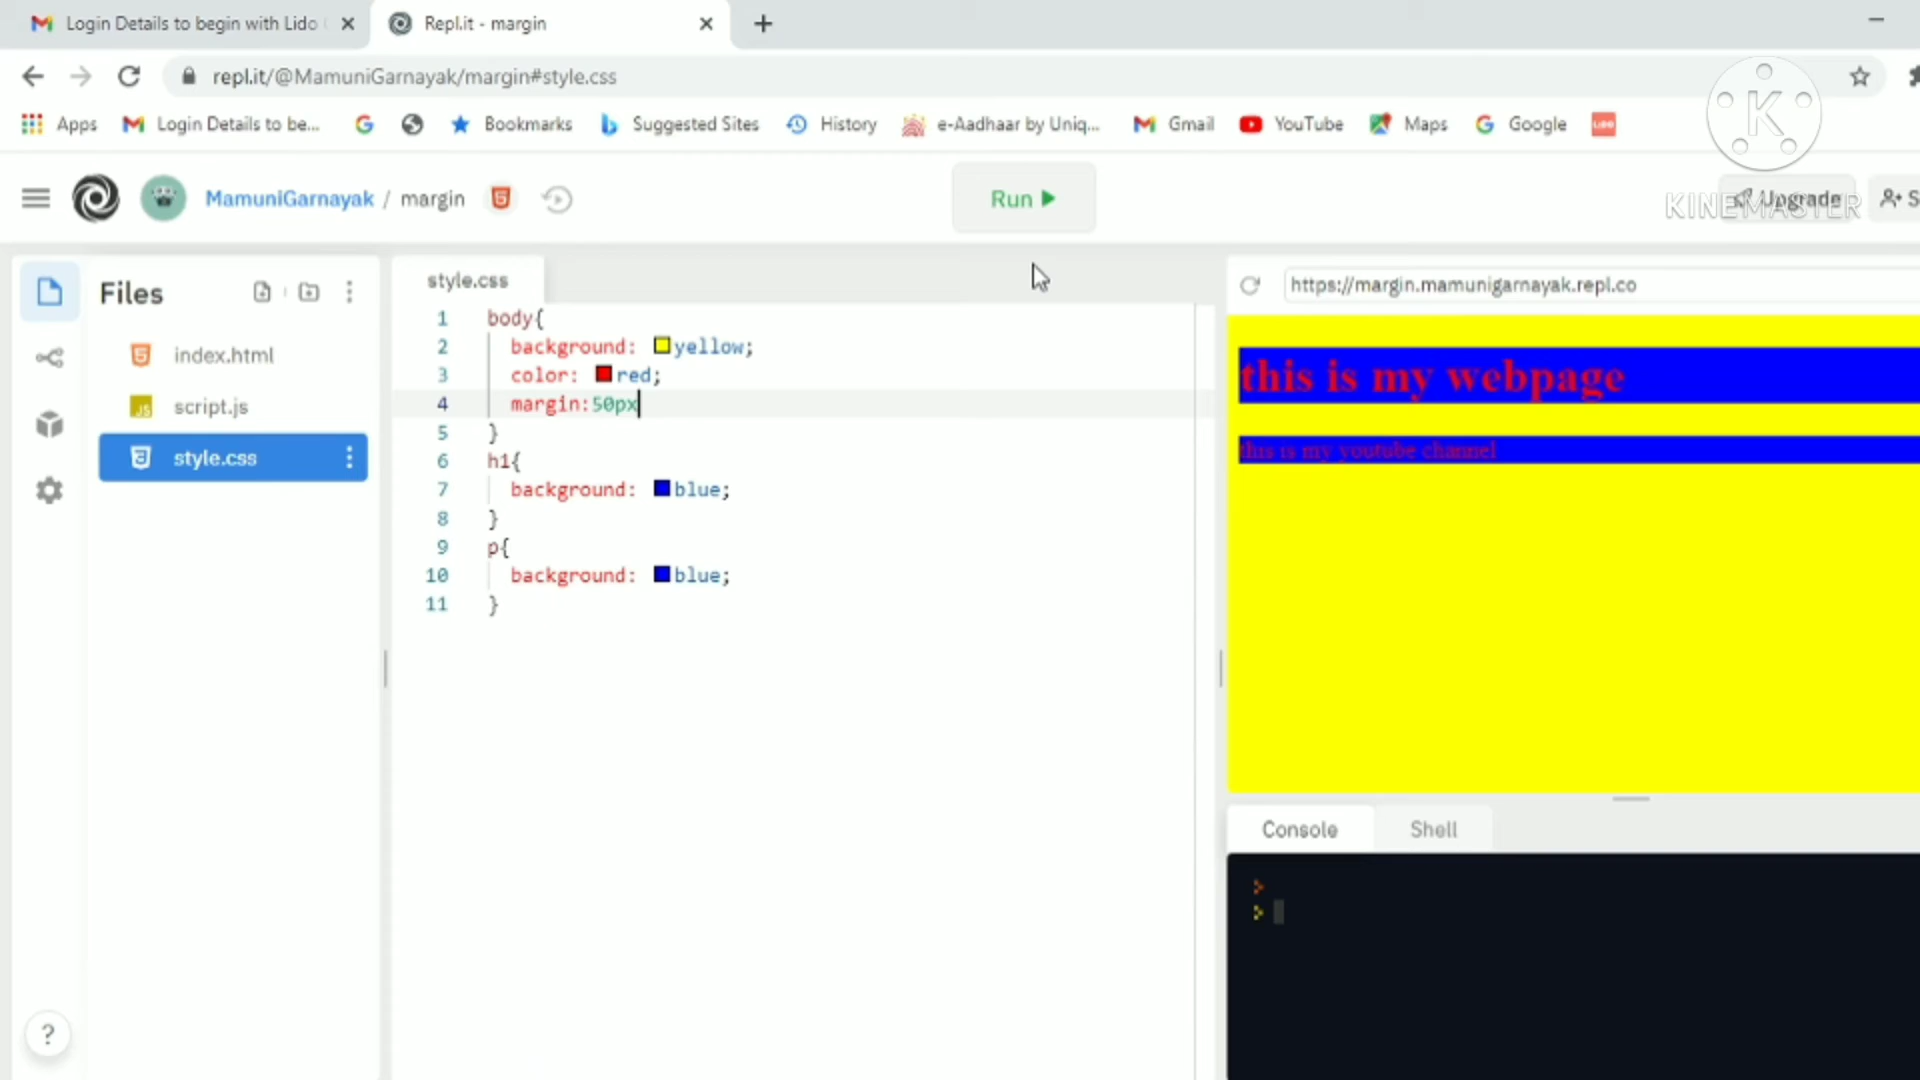 Login Details to begin with Lido
Repl.it - margin
repl.it/@MamuniGarnayak/margin#style.css
Apps
Login Details to be...
Bookmarks
Suggested Sites
History
e-Aadhaar by Uniq...
Gmail
YouTube
Maps
Google
LIDO
K
MamuniGarnayak / margin
Run
Upgrade
S
KINEMASTER
Files
index.html
script.js
style.css
style.css
1 body{
2 background: yellow;
3 color: red;
4 margin:50px
5 }
6 h1{
7 background: blue;
8 }
9 p{
10 background: blue;
11 }
https://margin.mamunigarnayak.repl.co
this is my webpage
this is my youtube channel
Console
Shell
>
>
?